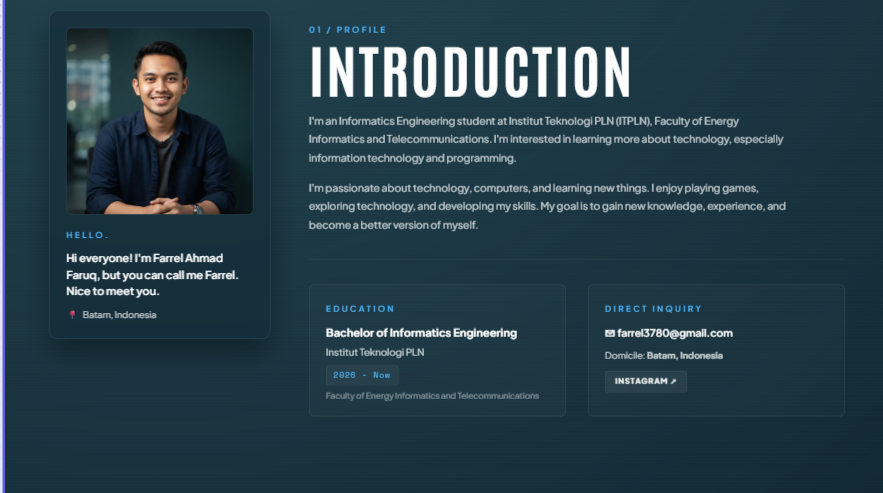 HELLO.
Hi everyone! I'm Farrel Ahmad
Faruq, but you can call me Farrel.
Nice to meet you.
📍 Batam, Indonesia
01 / PROFILE
INTRODUCTION
I'm an Informatics Engineering student at Institut Teknologi PLN (ITPLN), Faculty of Energy
Informatics and Telecommunications. I'm interested in learning more about technology, especially
information technology and programming.
I'm passionate about technology, computers, and learning new things. I enjoy playing games,
exploring technology, and developing my skills. My goal is to gain new knowledge, experience, and
become a better version of myself.
EDUCATION
Bachelor of Informatics Engineering
Institut Teknologi PLN
2026 - Now
Faculty of Energy Informatics and Telecommunications
DIRECT INQUIRY
✉ farrel3780@gmail.com
Domicile: Batam, Indonesia
INSTAGRAM ↗